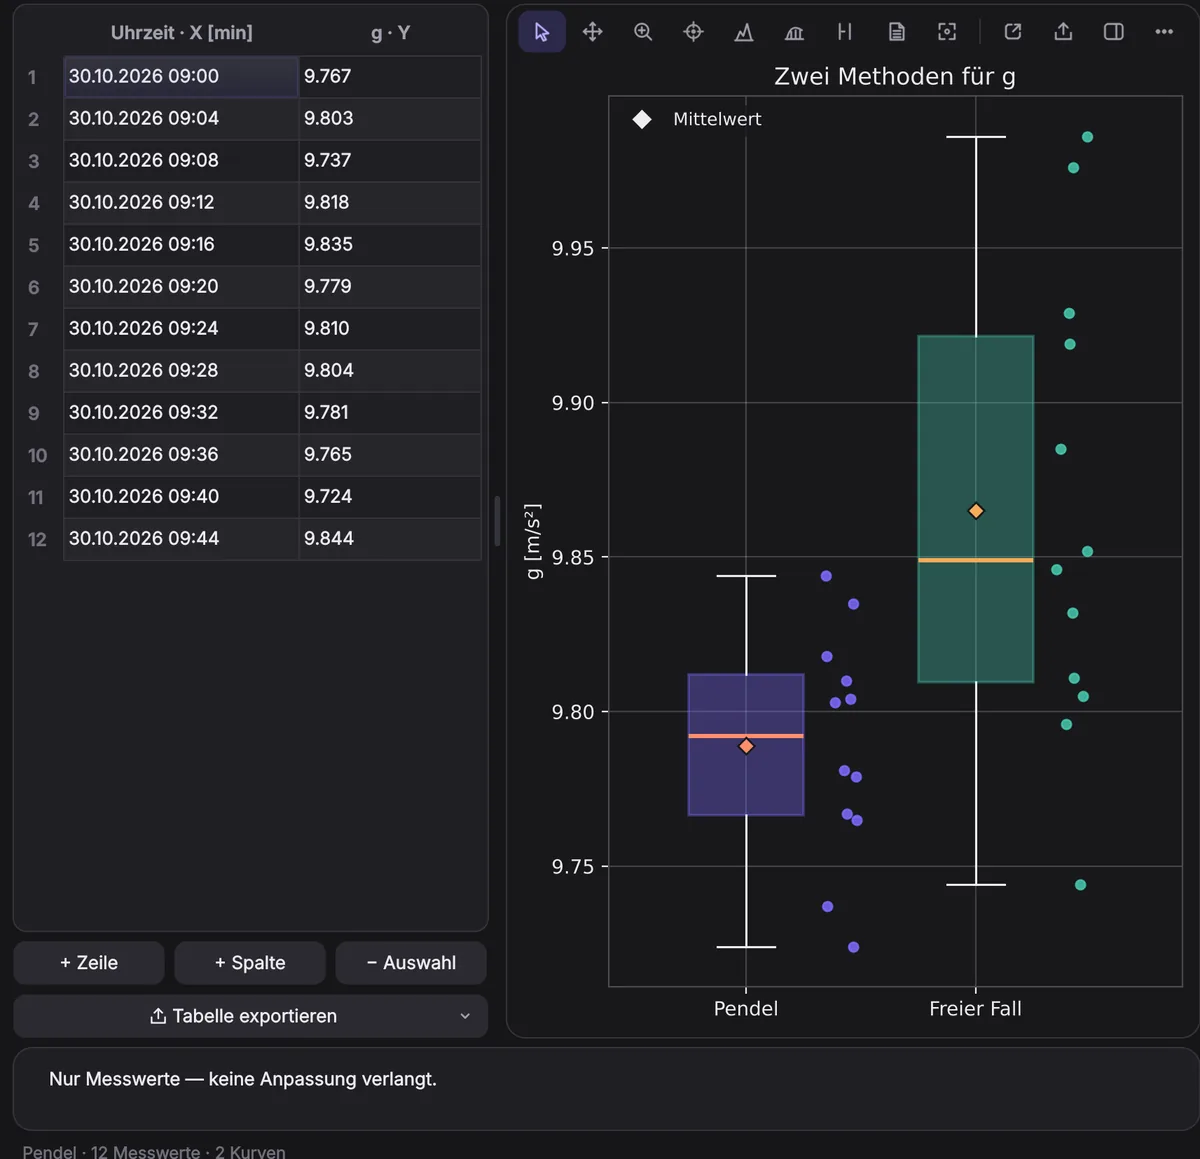 Uhrzeit · X [min] g · Y
1 30.10.2026 09:00 9.767
2 30.10.2026 09:04 9.803
3 30.10.2026 09:08 9.737
4 30.10.2026 09:12 9.818
5 30.10.2026 09:16 9.835
6 30.10.2026 09:20 9.779
7 30.10.2026 09:24 9.810
8 30.10.2026 09:28 9.804
9 30.10.2026 09:32 9.781
10 30.10.2026 09:36 9.765
11 30.10.2026 09:40 9.724
12 30.10.2026 09:44 9.844
+ Zeile
+ Spalte
− Auswahl
Tabelle exportieren
Zwei Methoden für g
Mittelwert
g [m/s²]
9.95
9.90
9.85
9.80
9.75
Pendel
Freier Fall
Nur Messwerte — keine Anpassung verlangt.
Pendel · 12 Messwerte · 2 Kurven